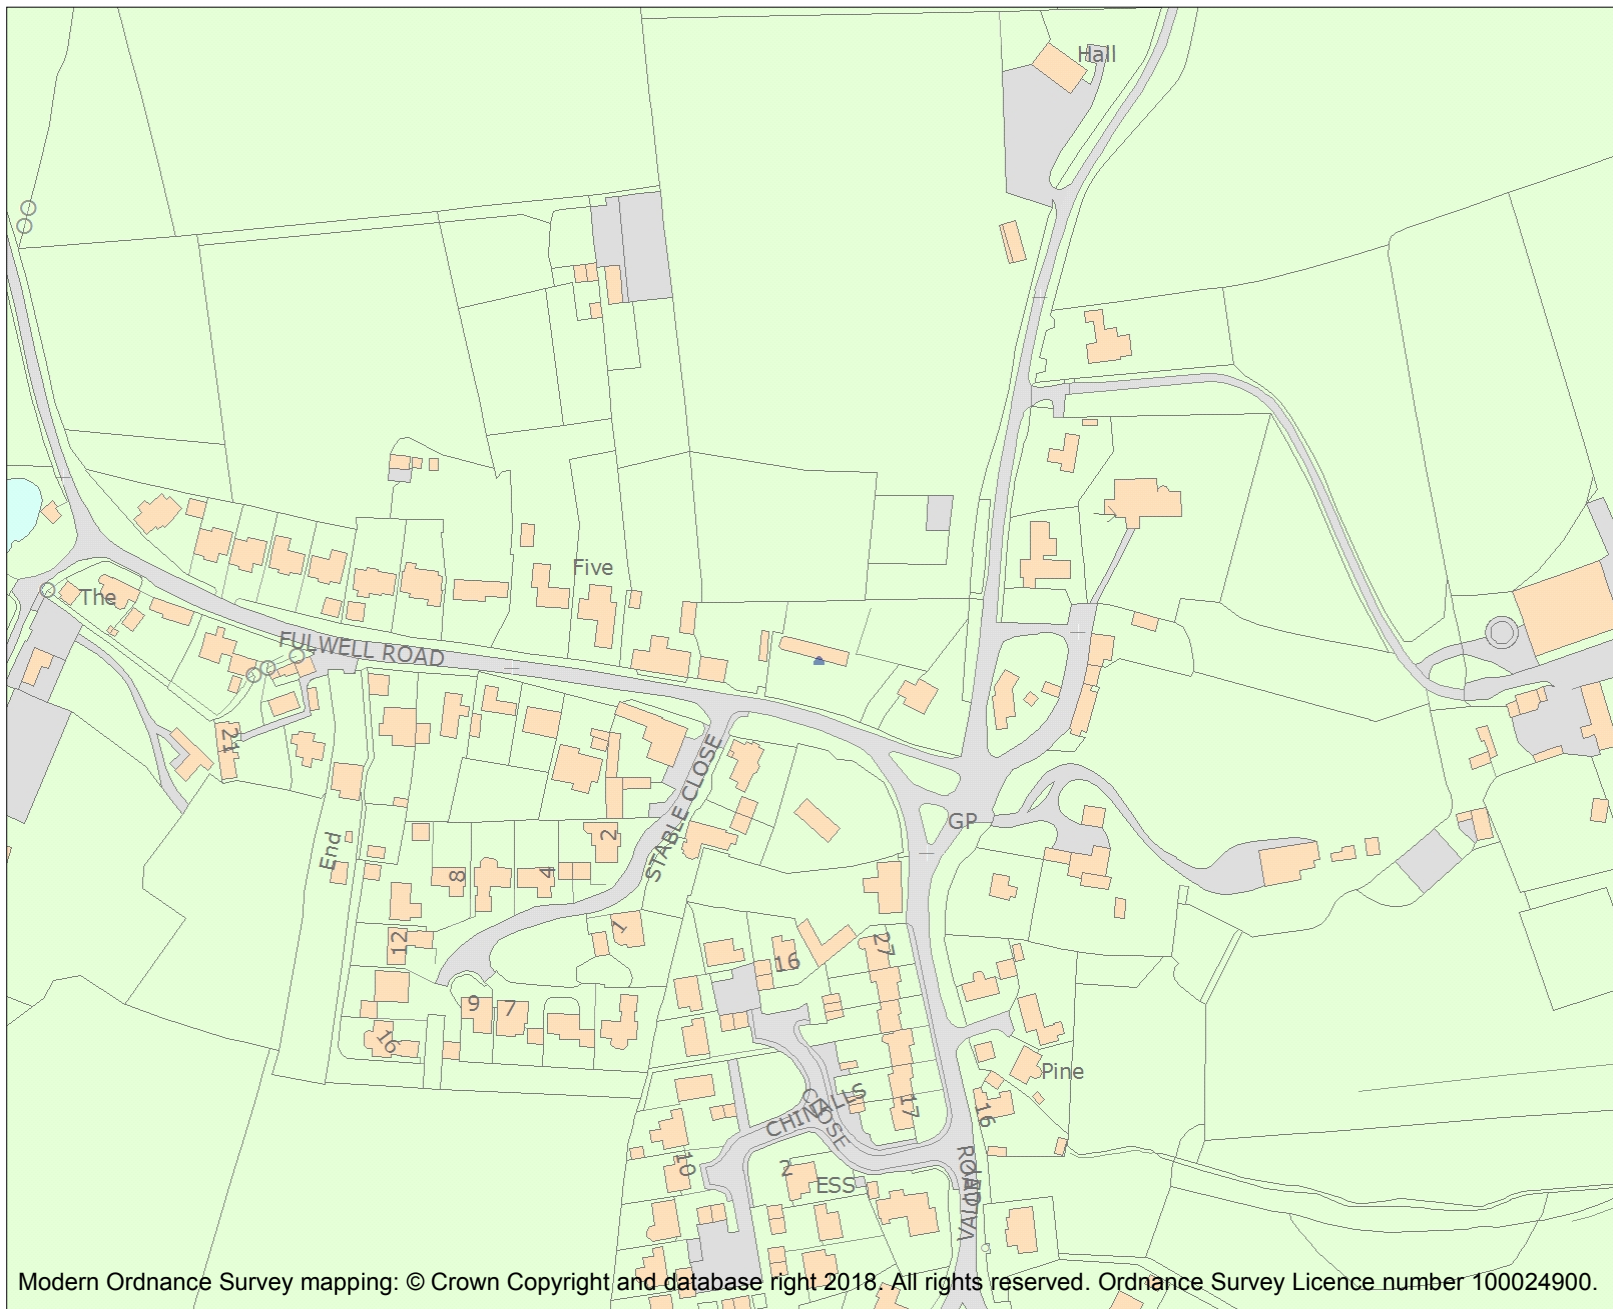 Hall
Five
The
FULWELL ROAD
21
STABLE CLOSE
GP
End
2
8
4
1
12
27
16
9
7
16
Pine
CHINALLS
CLOSE
17
16
10
2
ESS
ROAD
VALLEY
Modern Ordnance Survey mapping: © Crown Copyright and database right 2018. All rights reserved. Ordnance Survey Licence number 100024900.